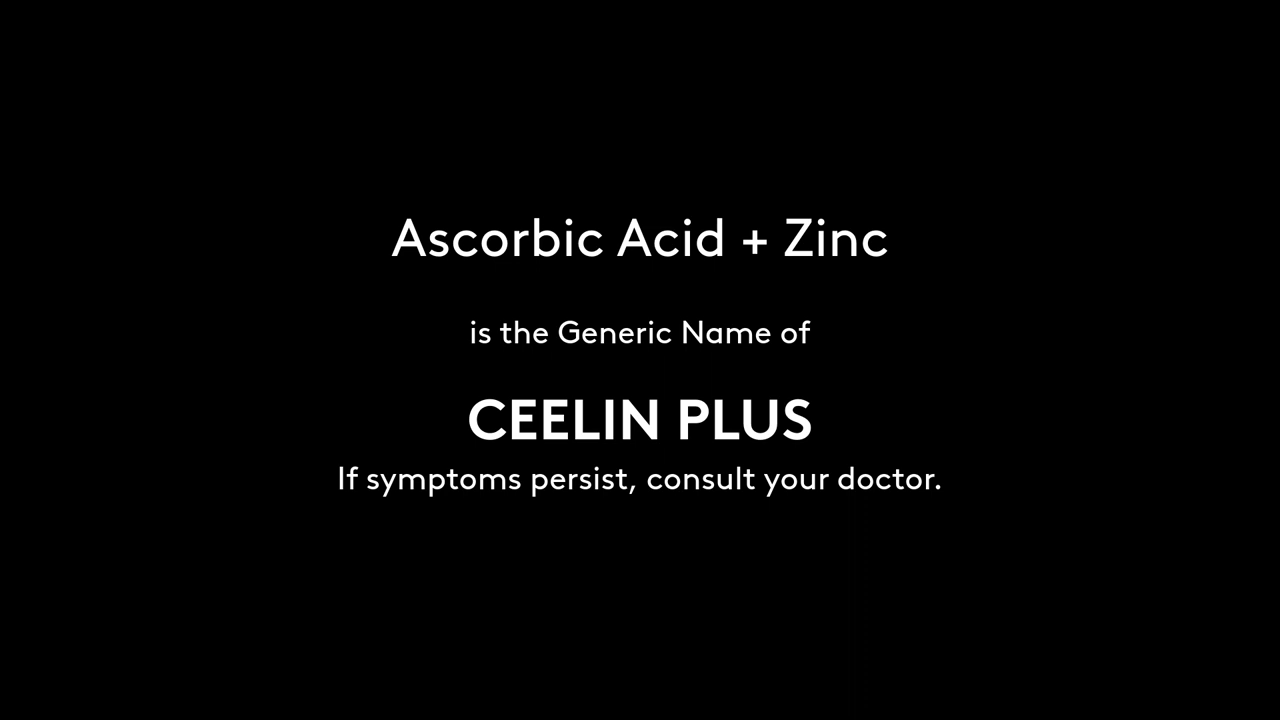 Ascorbic Acid + Zinc
is the Generic Name of
CEELIN PLUS
If symptoms persist, consult your doctor.